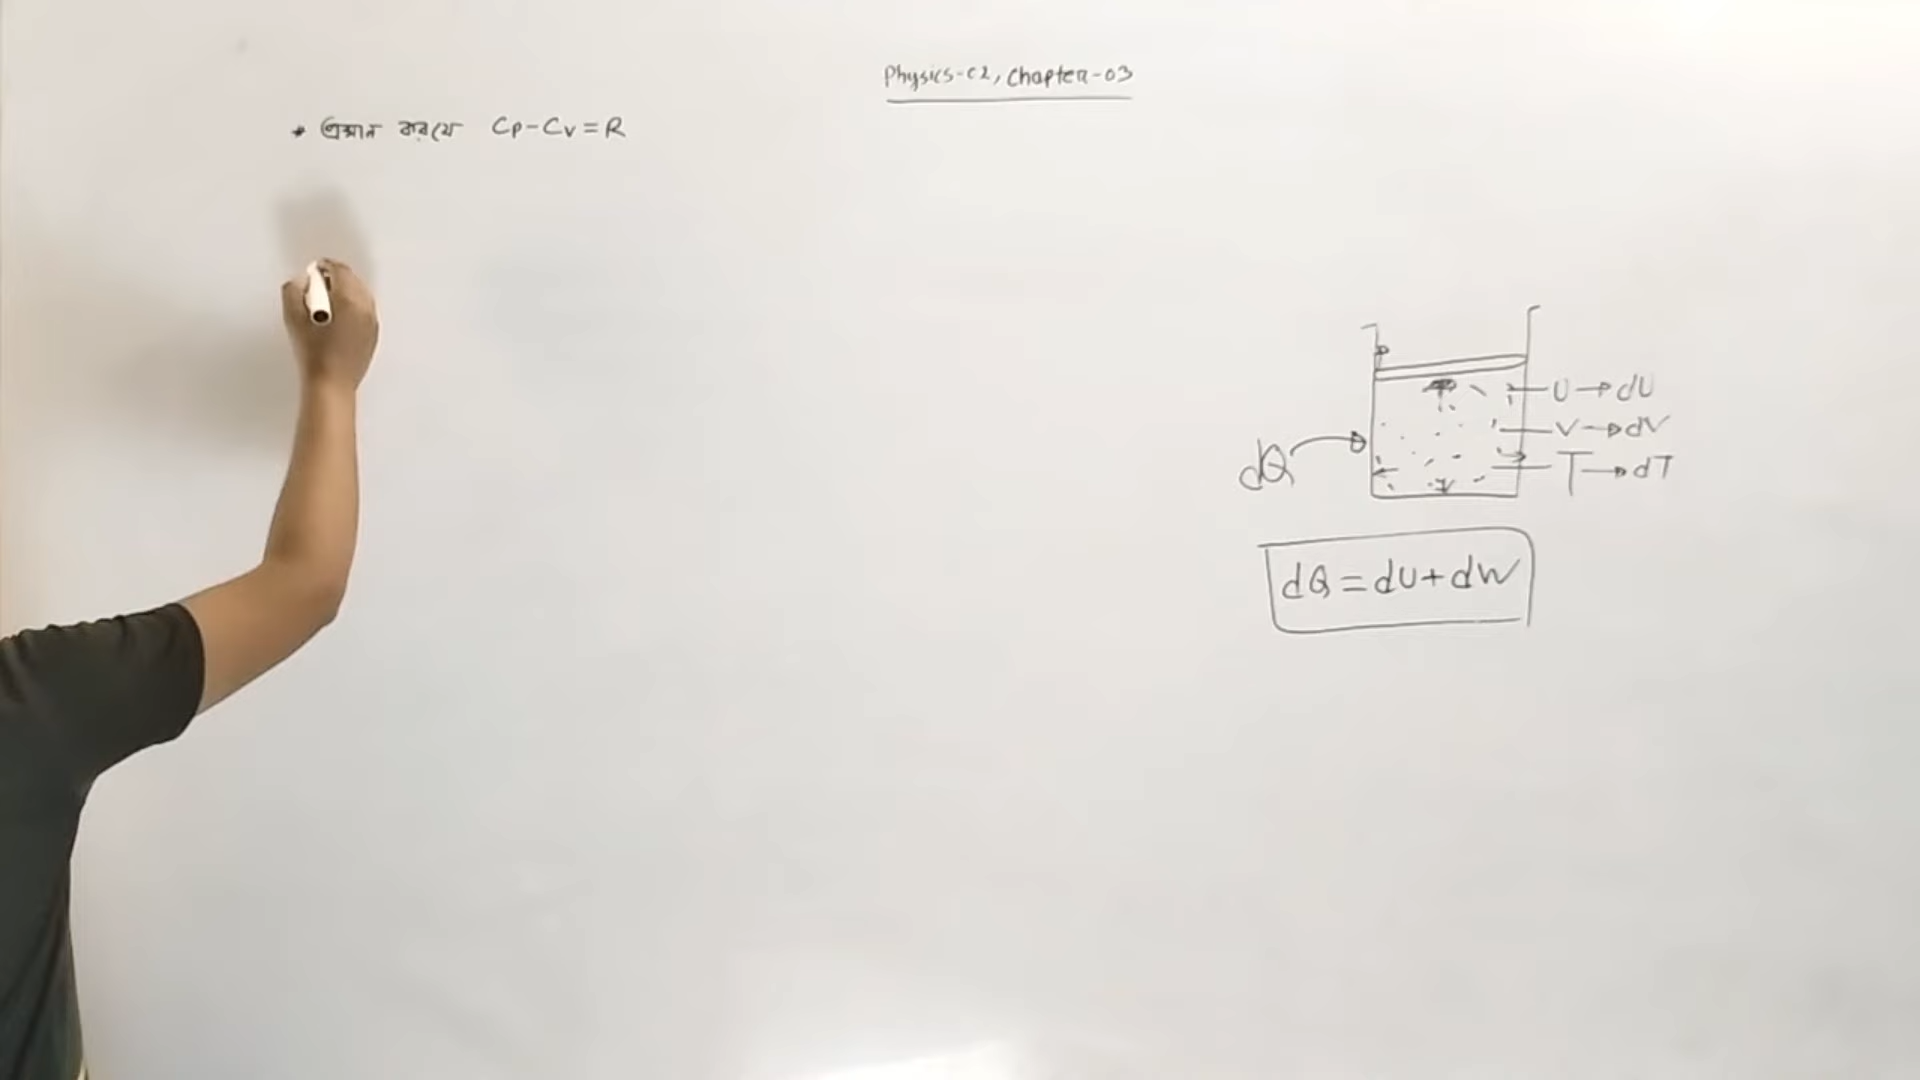 Physics-02, Chapter-03
* প্রমান কর যে Cp-Cv=R
U→dU
V→dV
dQ
T→dT
dQ=dU+dW